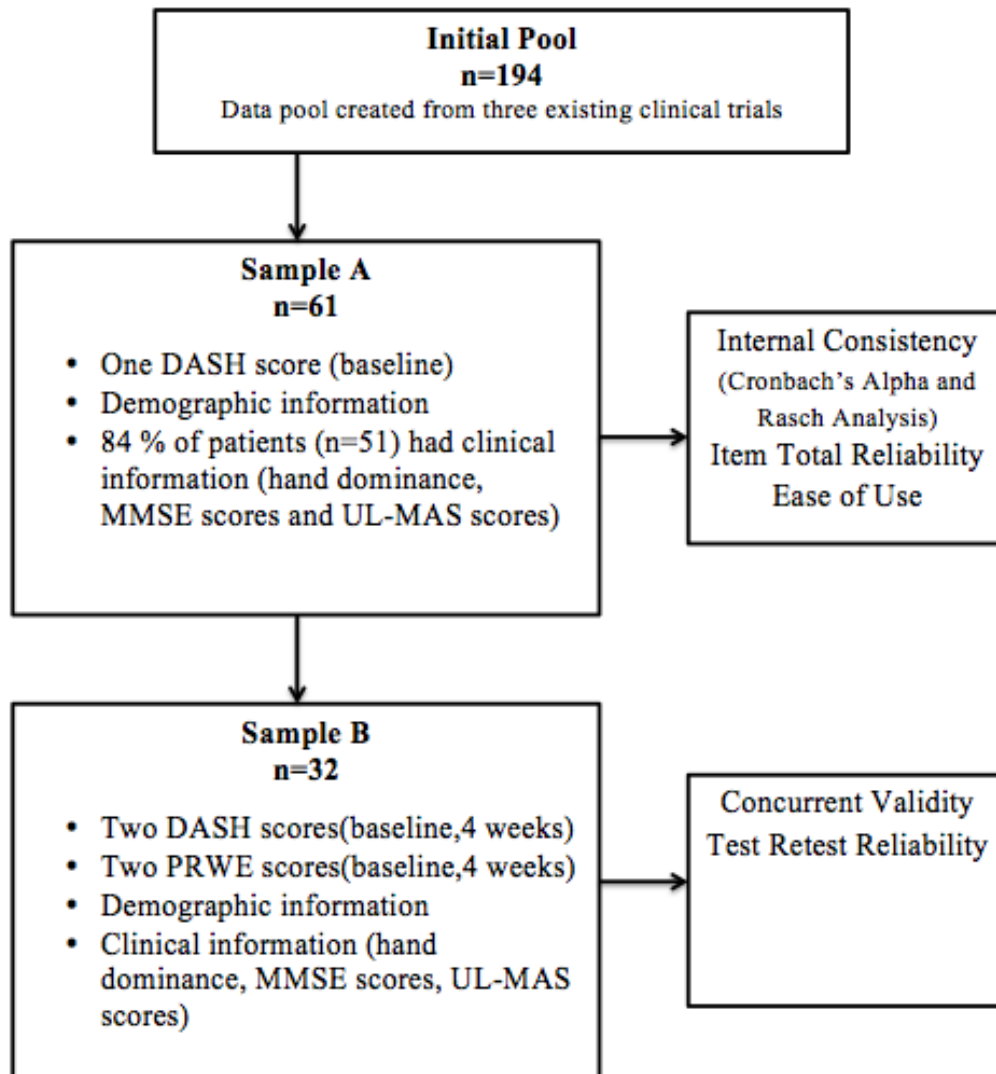 Initial Pool
n=194
Data pool created from three existing clinical trials
Sample A
n=61
• One DASH score (baseline)
• Demographic information
• 84 % of patients (n=51) had clinical
information (hand dominance,
MMSE scores and UL-MAS scores)
Internal Consistency
(Cronbach's Alpha and
Rasch Analysis)
Item Total Reliability
Ease of Use
Sample B
n=32
• Two DASH scores(baseline,4 weeks)
• Two PRWE scores(baseline,4 weeks)
• Demographic information
• Clinical information (hand
dominance, MMSE scores, UL-MAS
scores)
Concurrent Validity
Test Retest Reliability